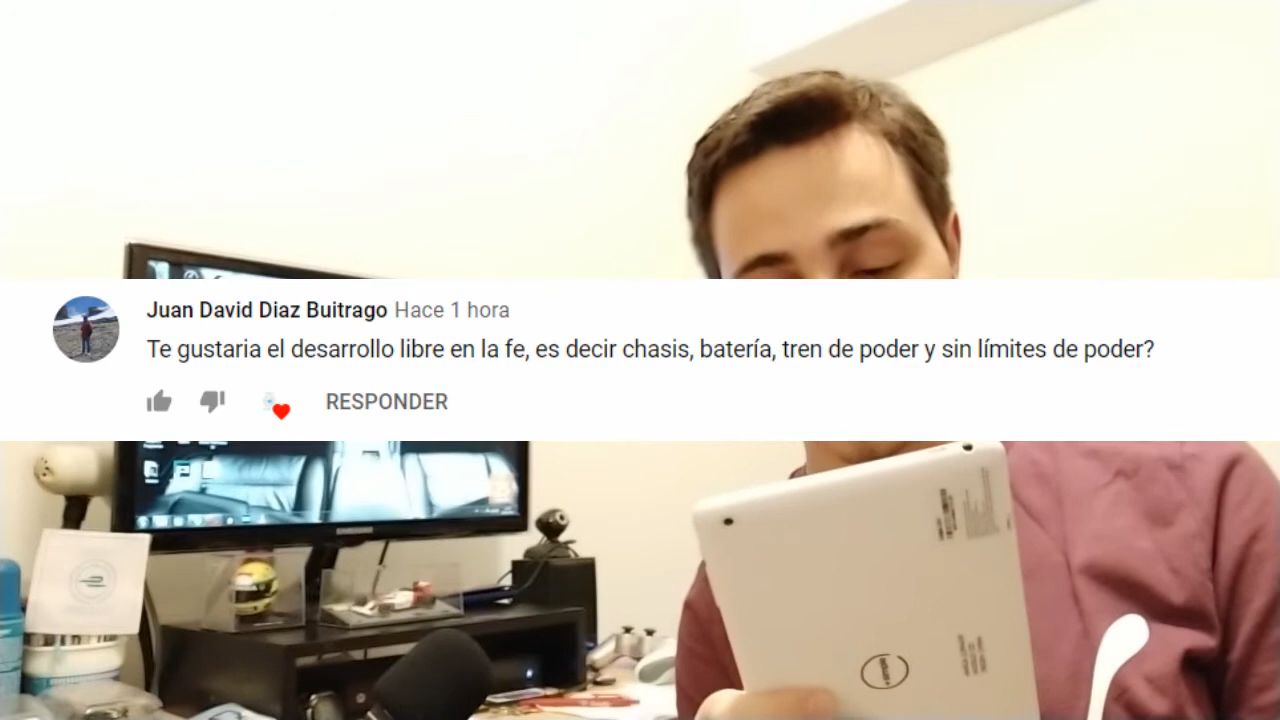 Juan David Diaz Buitrago Hace 1 hora
Te gustaria el desarrollo libre en la fe, es decir chasis, batería, tren de poder y sin límites de poder?
RESPONDER